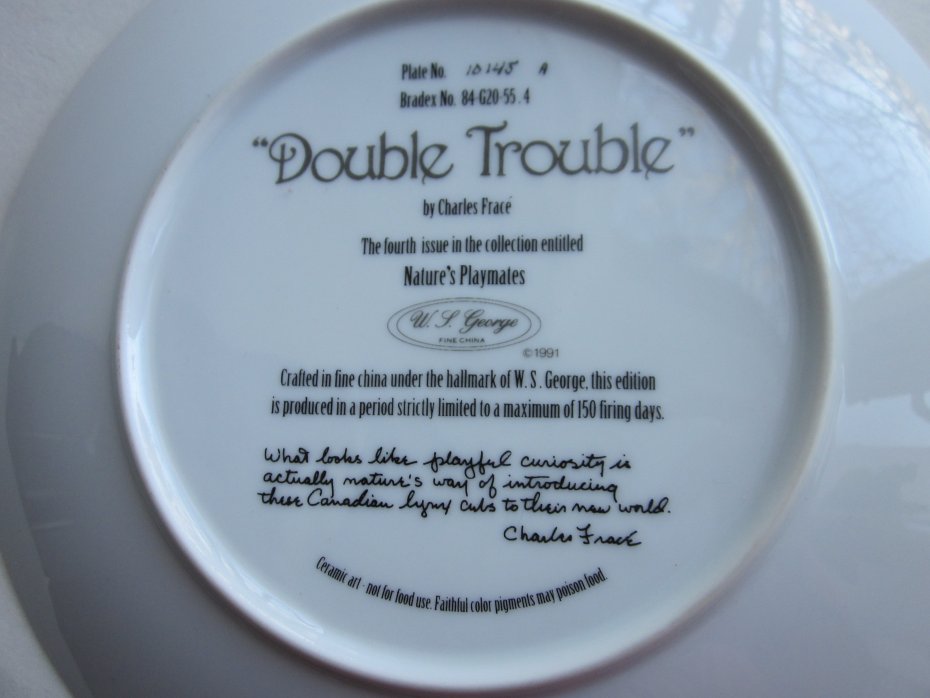 Plate No. 10145 A
Bradex No. 84-G20-55.4
"Double Trouble"
by Charles Fracé
The fourth issue in the collection entitled
Nature's Playmates
W. S. George
FINE CHINA
©1991
Crafted in fine china under the hallmark of W. S. George, this edition
is produced in a period strictly limited to a maximum of 150 firing days.
What looks like playful curiosity is
actually nature's way of introducing
these Canadian lynx cubs to their new world.
Charles Fracé
Ceramic art - not for food use. Faithful color pigments may poison food.